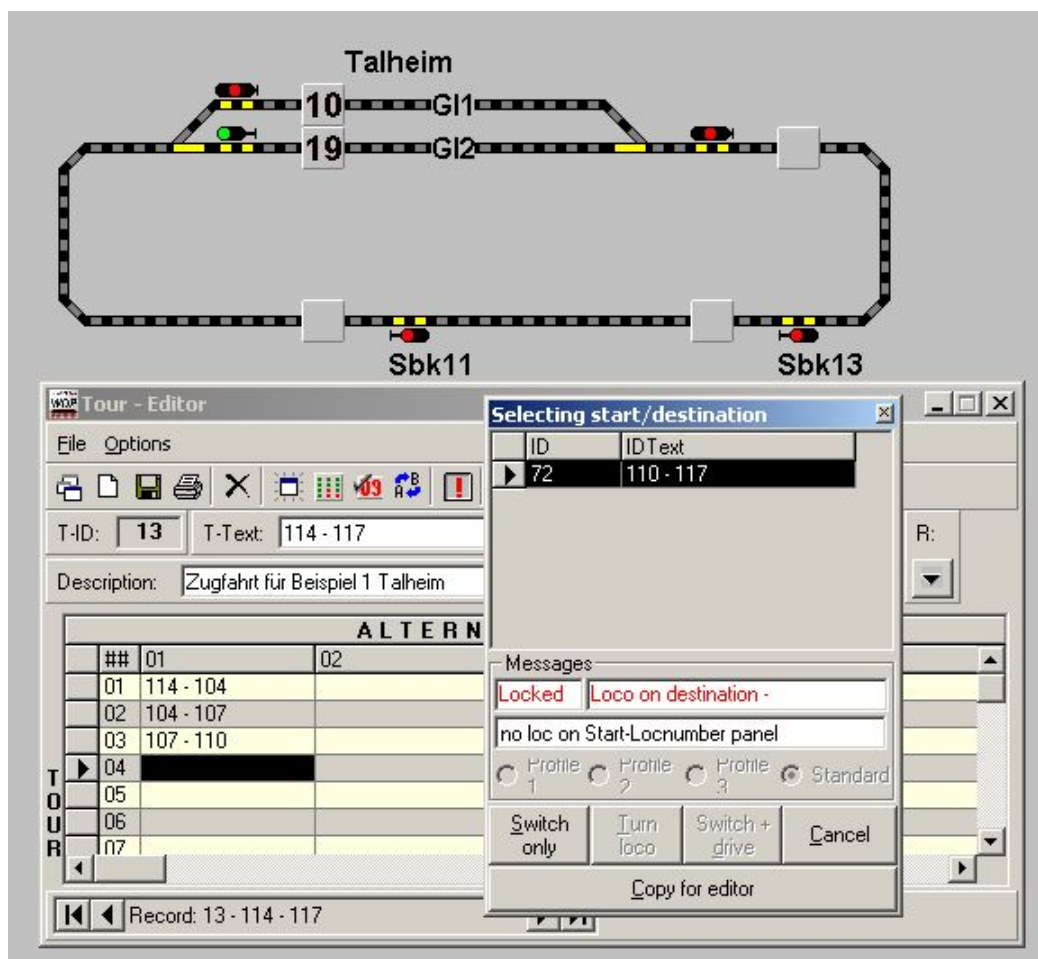 Talheim
10 Gl1
19 Gl2
Sbk11 Sbk13
Tour - Editor
File Options
T-ID: 13 T-Text: 114 - 117 R:
Description: Zugfahrt für Beispiel 1 Talheim
A L T E R N
## 01 02
01 114 - 104
02 104 - 107
03 107 - 110
04
05
06
07
TOUR
Record: 13 - 114 - 117
Selecting start/destination
ID IDText
72 110 - 117
Messages
Locked Loco on destination -
no loc on Start-Locnumber panel
Profile 1 Profile 2 Profile 3 Standard
Switch only Turn loco Switch + drive Cancel
Copy for editor